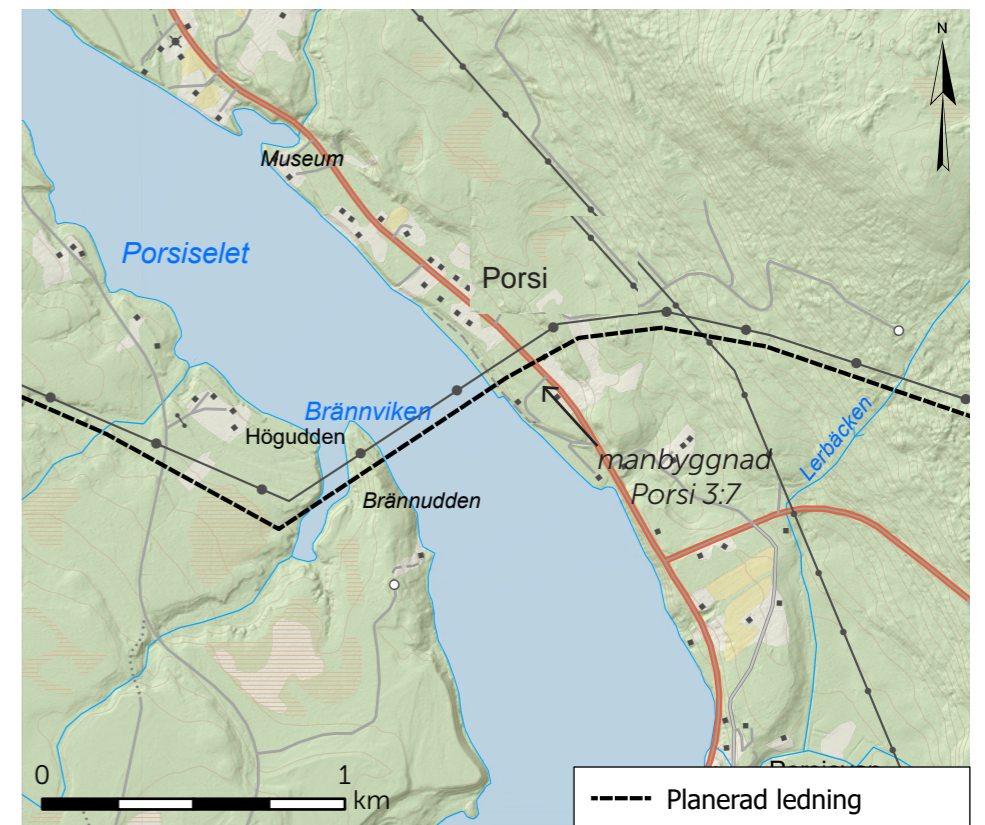 N
Museum
Porsiselet
Porsi
Brännviken
Högudden
Brännudden
manbyggnad
Porsi 3:7
Lerbäcken
0 1
km
Planerad ledning